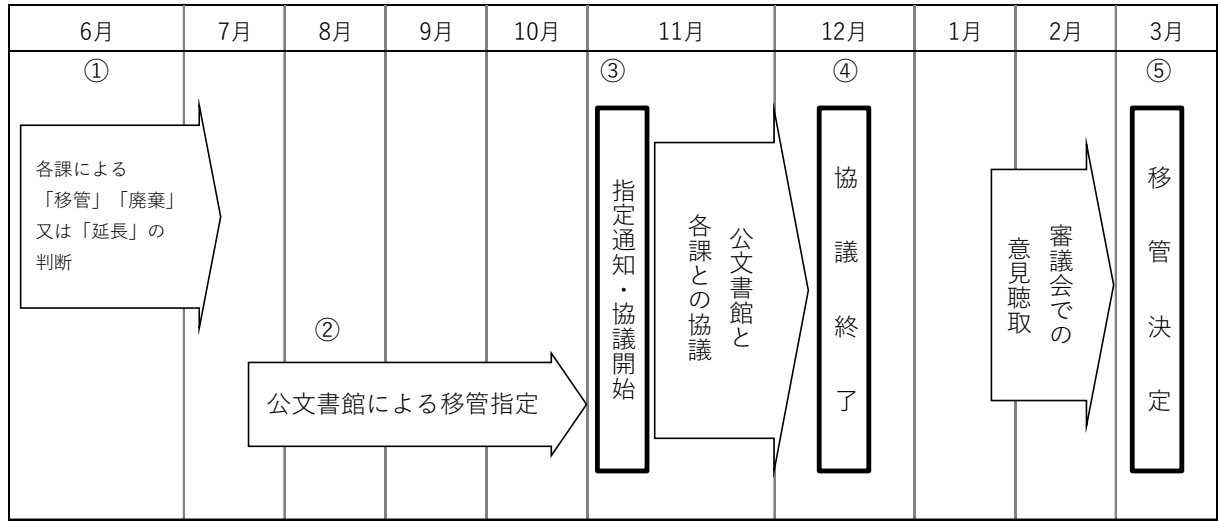 6月 7月 8月 9月 10月 11月 12月 1月 2月 3月
①
各課による
「移管」「廃棄」
又は「延長」の
判断
②
公文書館による移管指定
③
指定通知・協議開始
公文書館と
各課との協議
④
協議終了
審議会での
意見聴取
⑤
移管決定